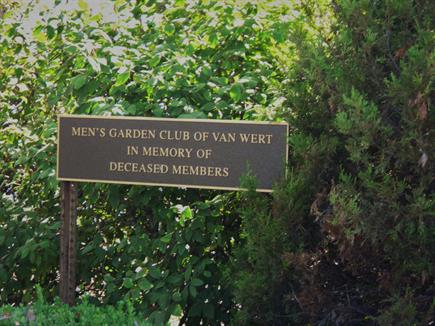 MEN'S GARDEN CLUB OF VAN WERT
IN MEMORY OF
DECEASED MEMBERS